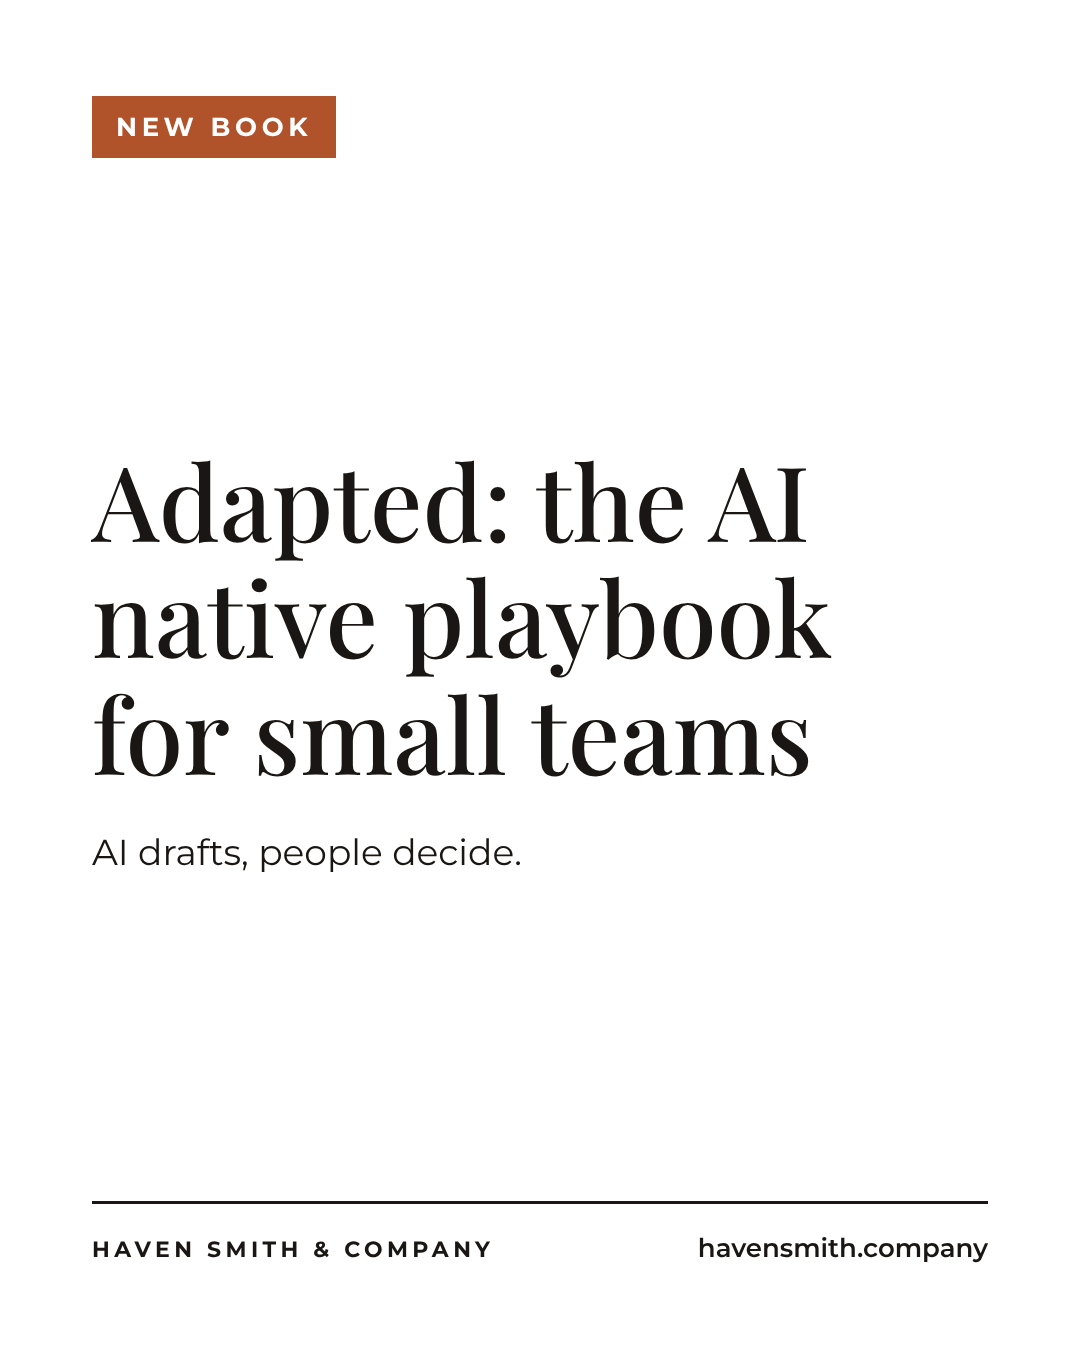 NEW BOOK
Adapted: the AI
native playbook
for small teams
AI drafts, people decide.
HAVEN SMITH & COMPANY
havensmith.company